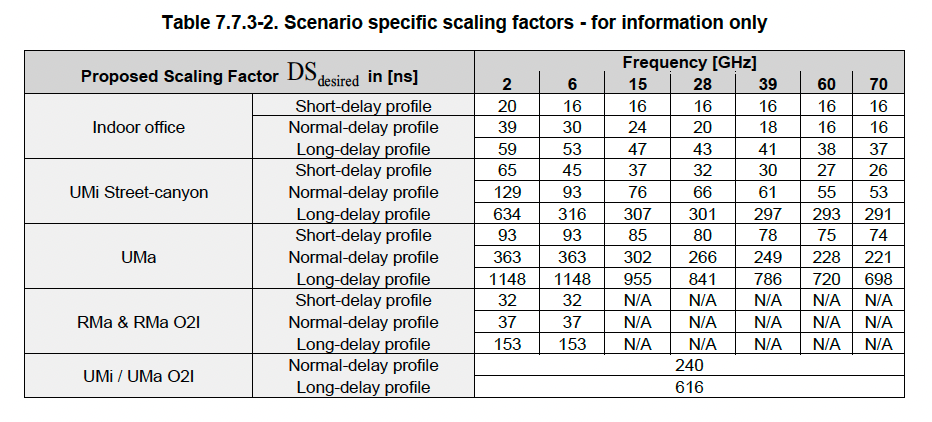 Table 7.7.3-2. Scenario specific scaling factors - for information only
Proposed Scaling Factor DSdesired in [ns] Frequency [GHz]
2 6 15 28 39 60 70
Indoor office Short-delay profile 20 16 16 16 16 16 16
Normal-delay profile 39 30 24 20 18 16 16
Long-delay profile 59 53 47 43 41 38 37
UMi Street-canyon Short-delay profile 65 45 37 32 30 27 26
Normal-delay profile 129 93 76 66 61 55 53
Long-delay profile 634 316 307 301 297 293 291
UMa Short-delay profile 93 93 85 80 78 75 74
Normal-delay profile 363 363 302 266 249 228 221
Long-delay profile 1148 1148 955 841 786 720 698
RMa & RMa O2I Short-delay profile 32 32 N/A N/A N/A N/A N/A
Normal-delay profile 37 37 N/A N/A N/A N/A N/A
Long-delay profile 153 153 N/A N/A N/A N/A N/A
UMi / UMa O2I Normal-delay profile 240
Long-delay profile 616